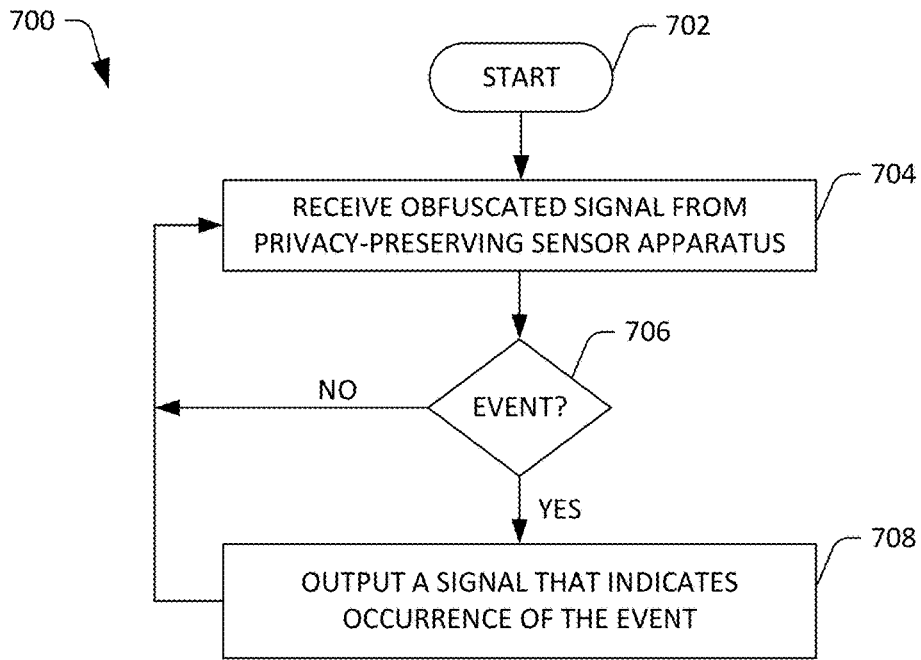 700
702
START
704
RECEIVE OBFUSCATED SIGNAL FROM
PRIVACY-PRESERVING SENSOR APPARATUS
706
NO
EVENT?
YES
708
OUTPUT A SIGNAL THAT INDICATES
OCCURRENCE OF THE EVENT